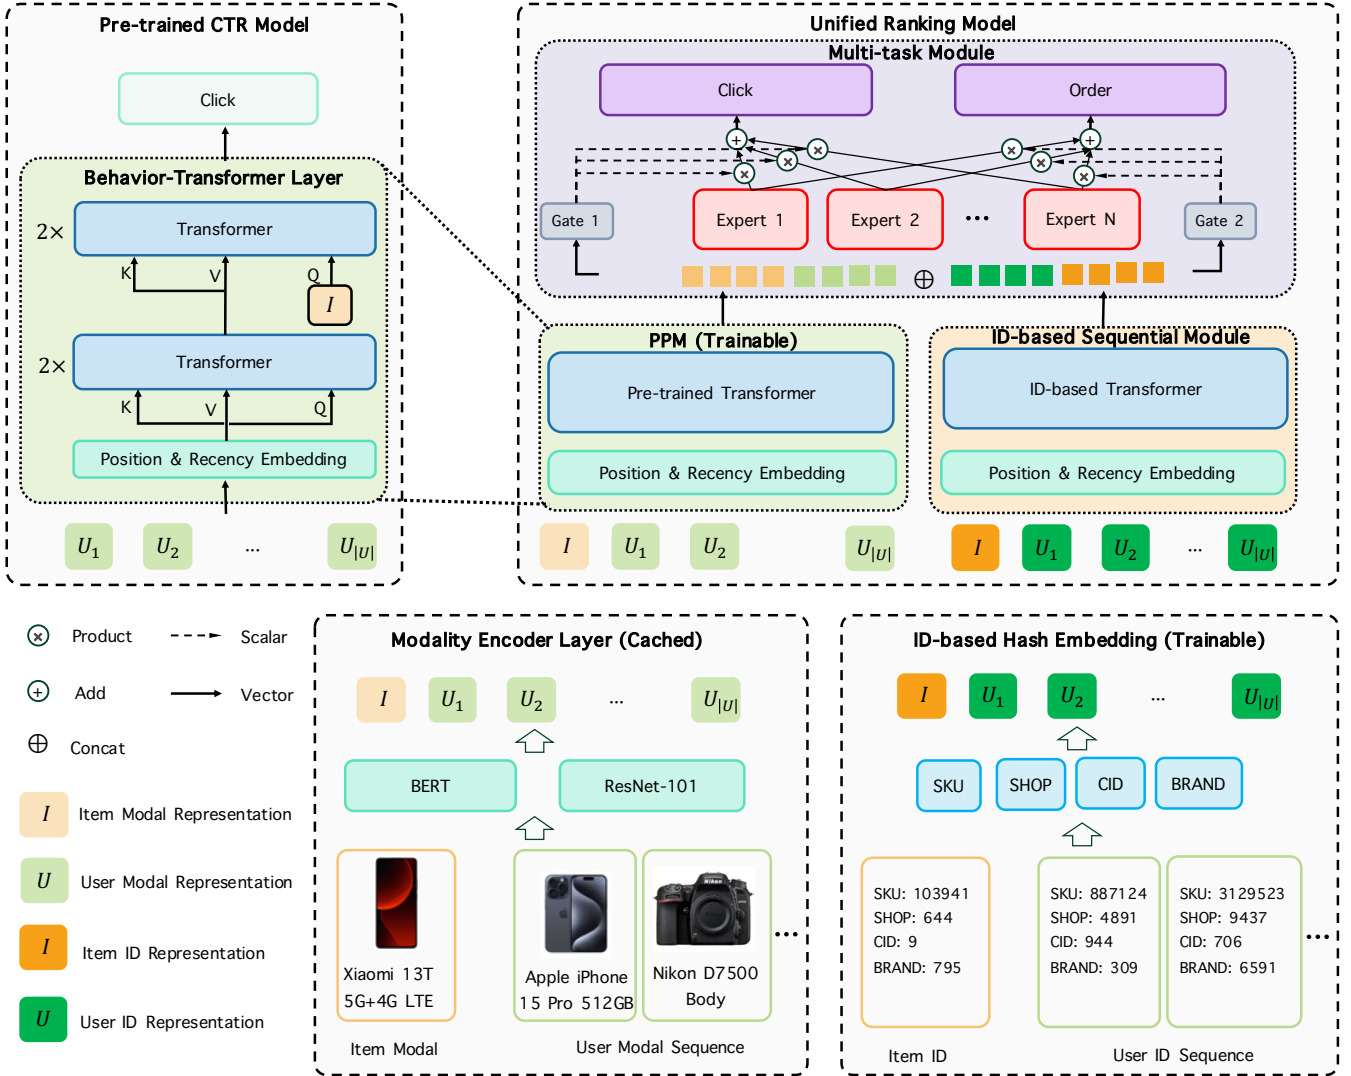 Pre-trained CTR Model
Click
Behavior-Transformer Layer
2×
Transformer
K
V
Q
I
2×
Transformer
K
V
Q
Position & Recency Embedding
U1
U2
...
U|U|
Unified Ranking Model
Multi-task Module
Click
Order
Gate 1
Expert 1
Expert 2
...
Expert N
Gate 2
PPM (Trainable)
Pre-trained Transformer
Position & Recency Embedding
I
U1
U2
U|U|
ID-based Sequential Module
ID-based Transformer
Position & Recency Embedding
I
U1
U2
...
U|U|
Product
Scalar
Add
Vector
Concat
I Item Modal Representation
U User Modal Representation
I Item ID Representation
U User ID Representation
Modality Encoder Layer (Cached)
I
U1
U2
...
U|U|
BERT
ResNet-101
Xiaomi 13T
5G+4G LTE
Apple iPhone
15 Pro 512GB
Nikon
Nikon D7500
Body
...
Item Modal
User Modal Sequence
ID-based Hash Embedding (Trainable)
I
U1
U2
...
U|U|
SKU
SHOP
CID
BRAND
SKU: 103941
SHOP: 644
CID: 9
BRAND: 795
SKU: 887124
SHOP: 4891
CID: 944
BRAND: 309
SKU: 3129523
SHOP: 9437
CID: 706
BRAND: 6591
...
Item ID
User ID Sequence